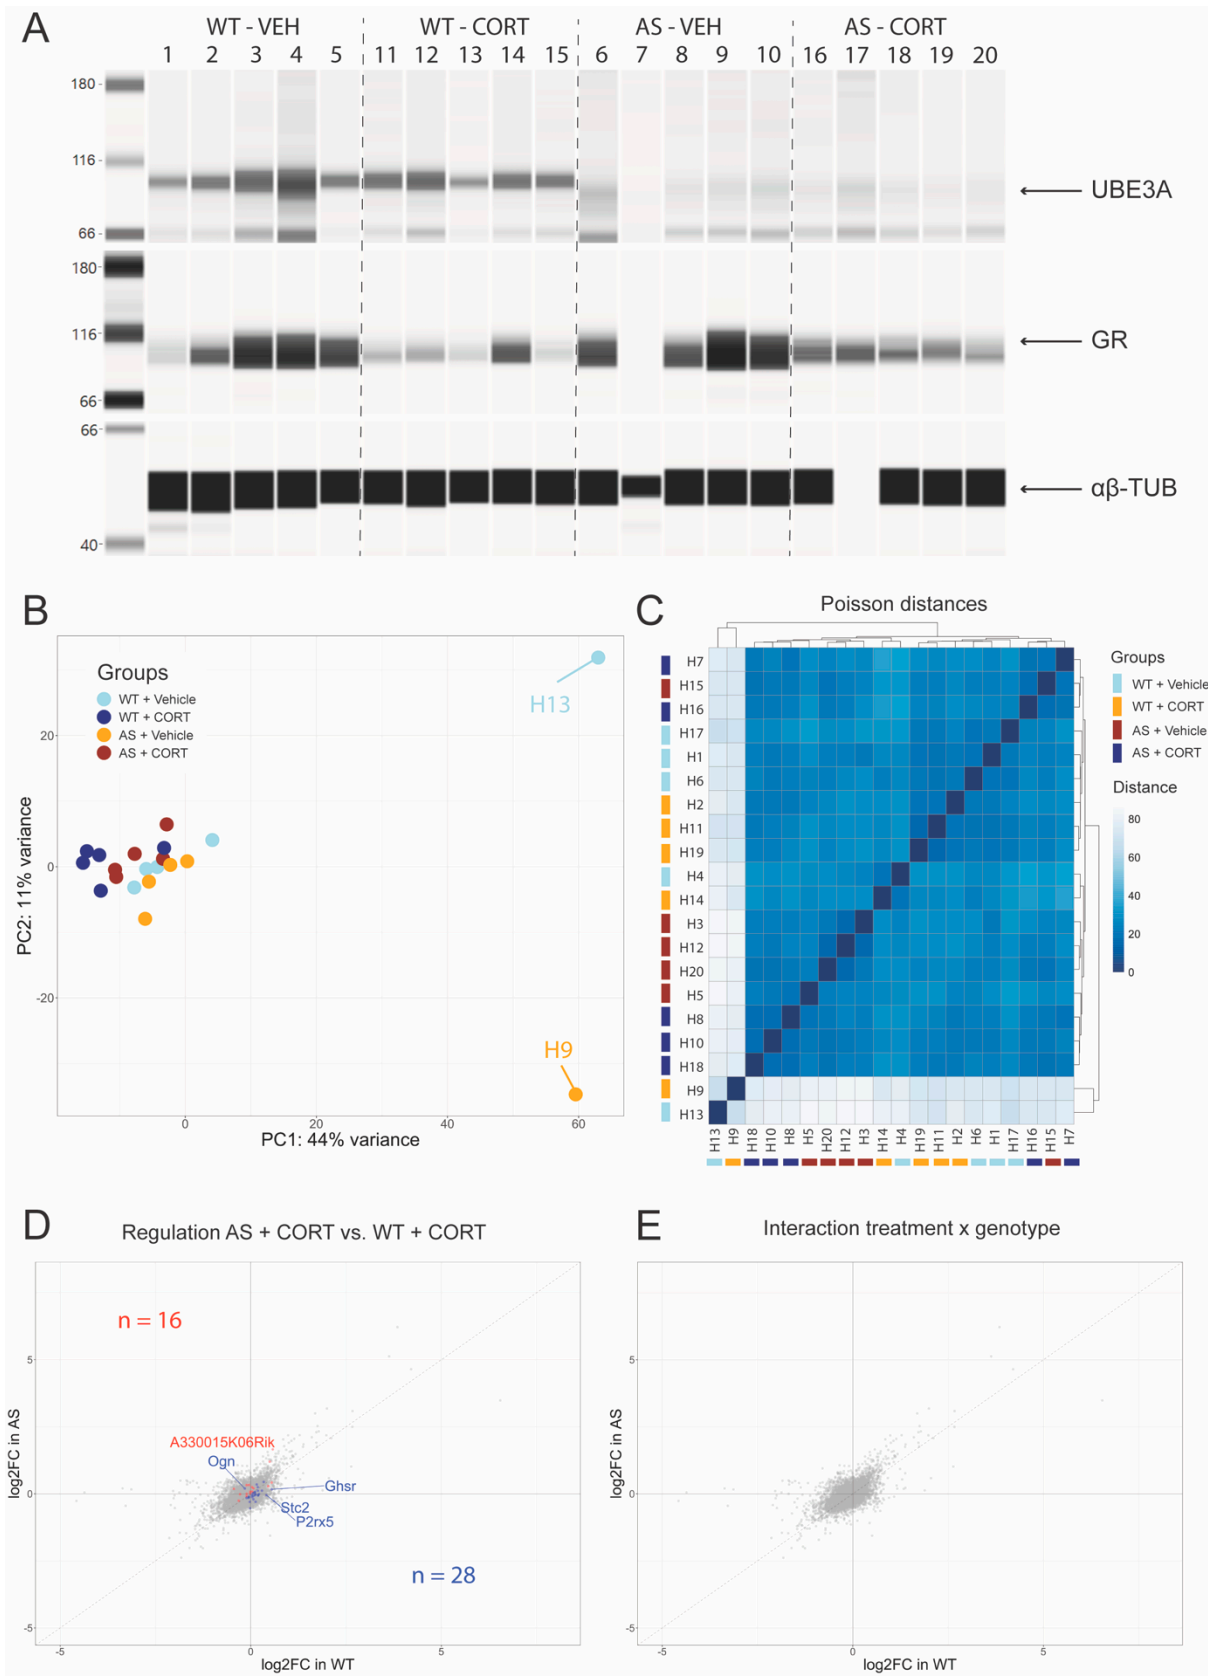 A
WT - VEH WT - CORT AS - VEH AS - CORT
1 2 3 4 5 11 12 13 14 15 6 7 8 9 10 16 17 18 19 20
180
116
UBE3A
66
180
116
GR
66
66
αβ-TUB
40
B
Groups
WT + Vehicle
WT + CORT
AS + Vehicle
AS + CORT
H13
H9
20
0
-20
PC2: 11% variance
0 20 40 60
PC1: 44% variance
C
Poisson distances
H7
H15
H16
H17
H1
H6
H2
H11
H19
H4
H14
H3
H12
H20
H5
H8
H10
H18
H9
H13
H13 H9 H18 H10 H8 H5 H20 H12 H3 H14 H4 H19 H11 H2 H6 H1 H17 H16 H15 H7
Groups
WT + Vehicle
WT + CORT
AS + Vehicle
AS + CORT
Distance
80
60
40
20
0
D
Regulation AS + CORT vs. WT + CORT
n = 16
5
A330015K06Rik
Ogn
Ghsr
0
Stc2
P2rx5
n = 28
-5
log2FC in AS
-5 0 5
log2FC in WT
E
Interaction treatment x genotype
5
0
-5
log2FC in AS
-5 0 5
log2FC in WT